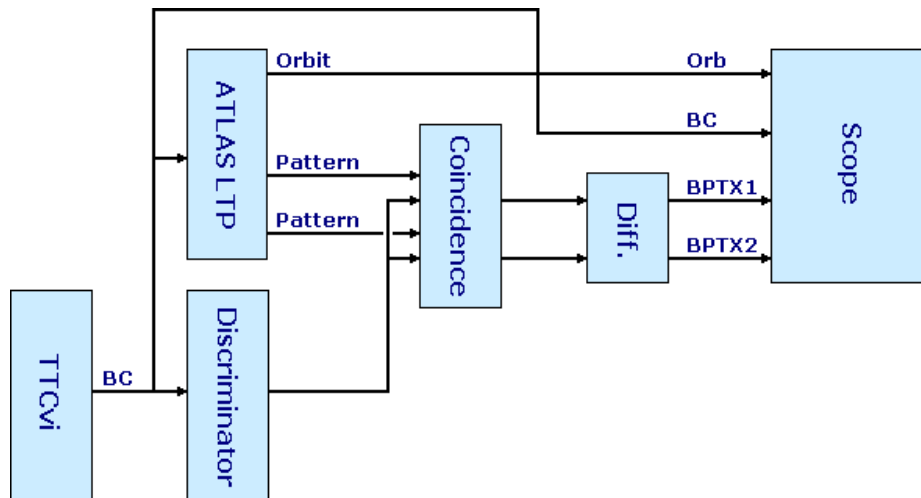 Orbit
Orb
ATLAS LTP
BC
Scope
Coincidence
Pattern
BPTX1
Pattern
Diff.
BPTX2
TTCvi
BC
Discriminator